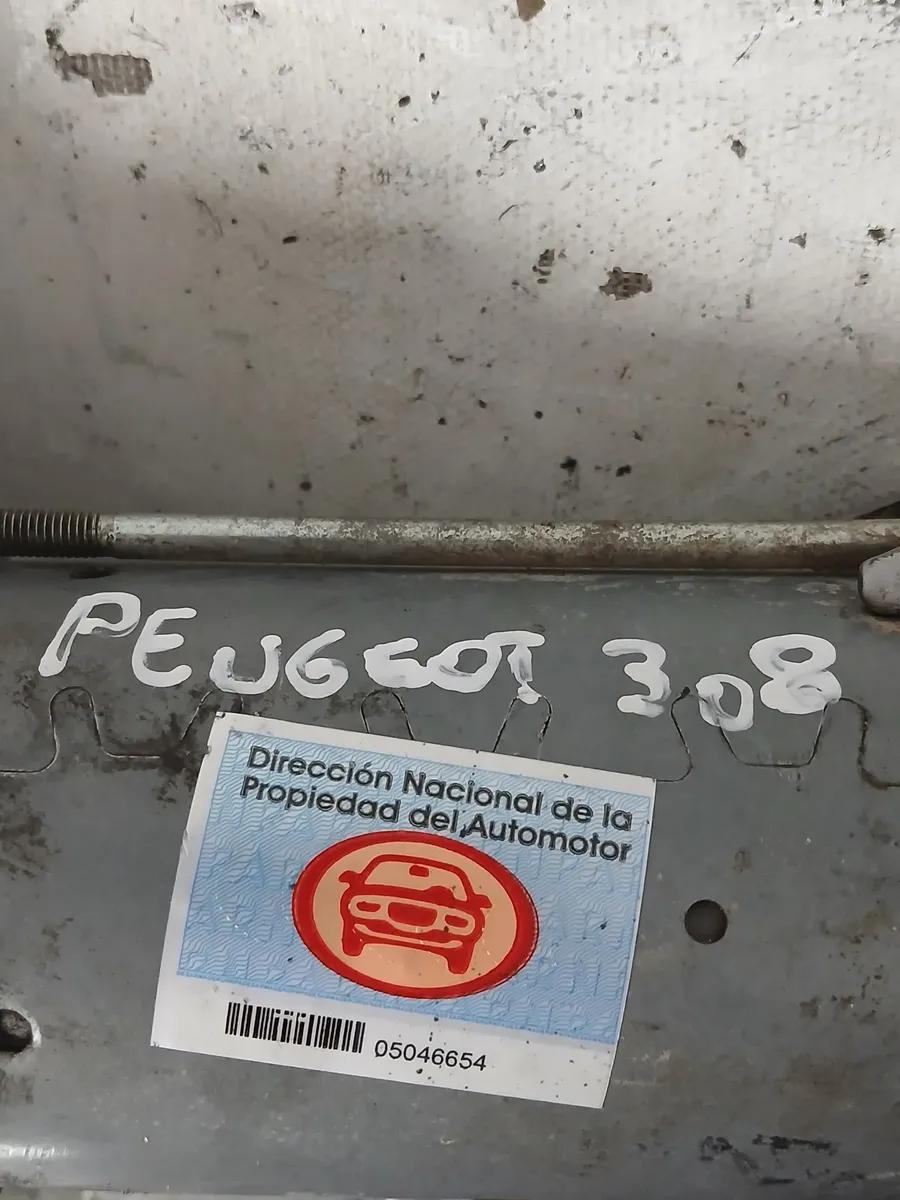 PEUGEOT 308
Dirección Nacional de la
Propiedad del Automotor
05046654